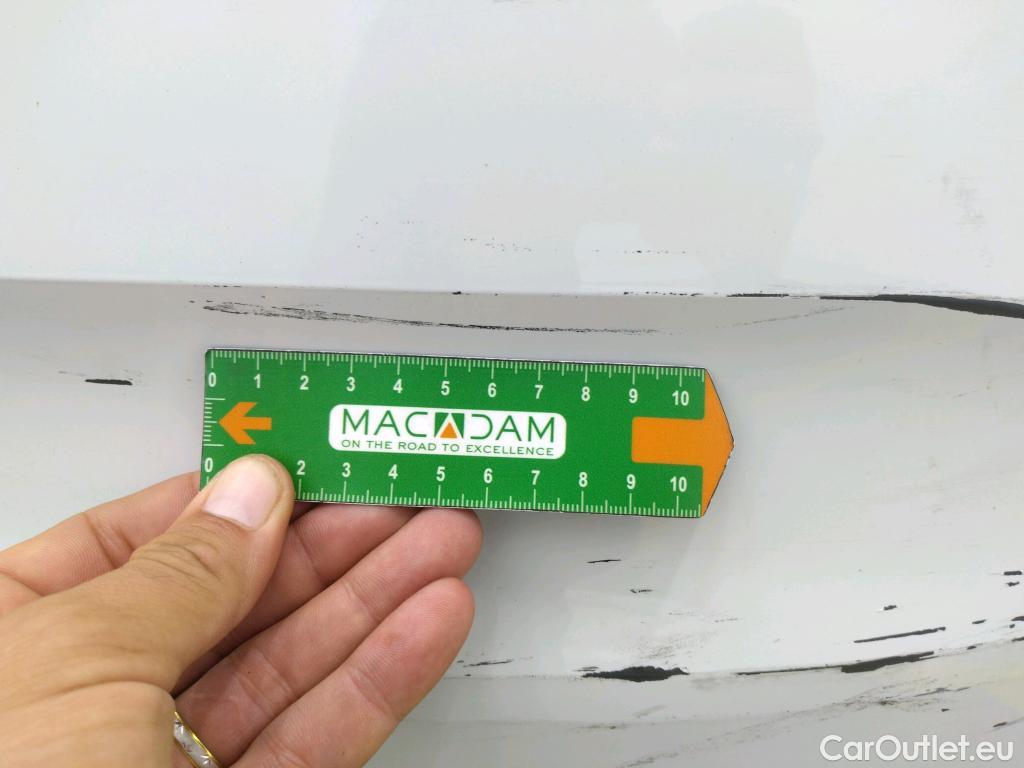 0 1 2 3 4 5 6 7 8 9 10
MACADAM
ON THE ROAD TO EXCELLENCE
0 2 3 4 5 6 7 8 9 10
CarOutlet.eu